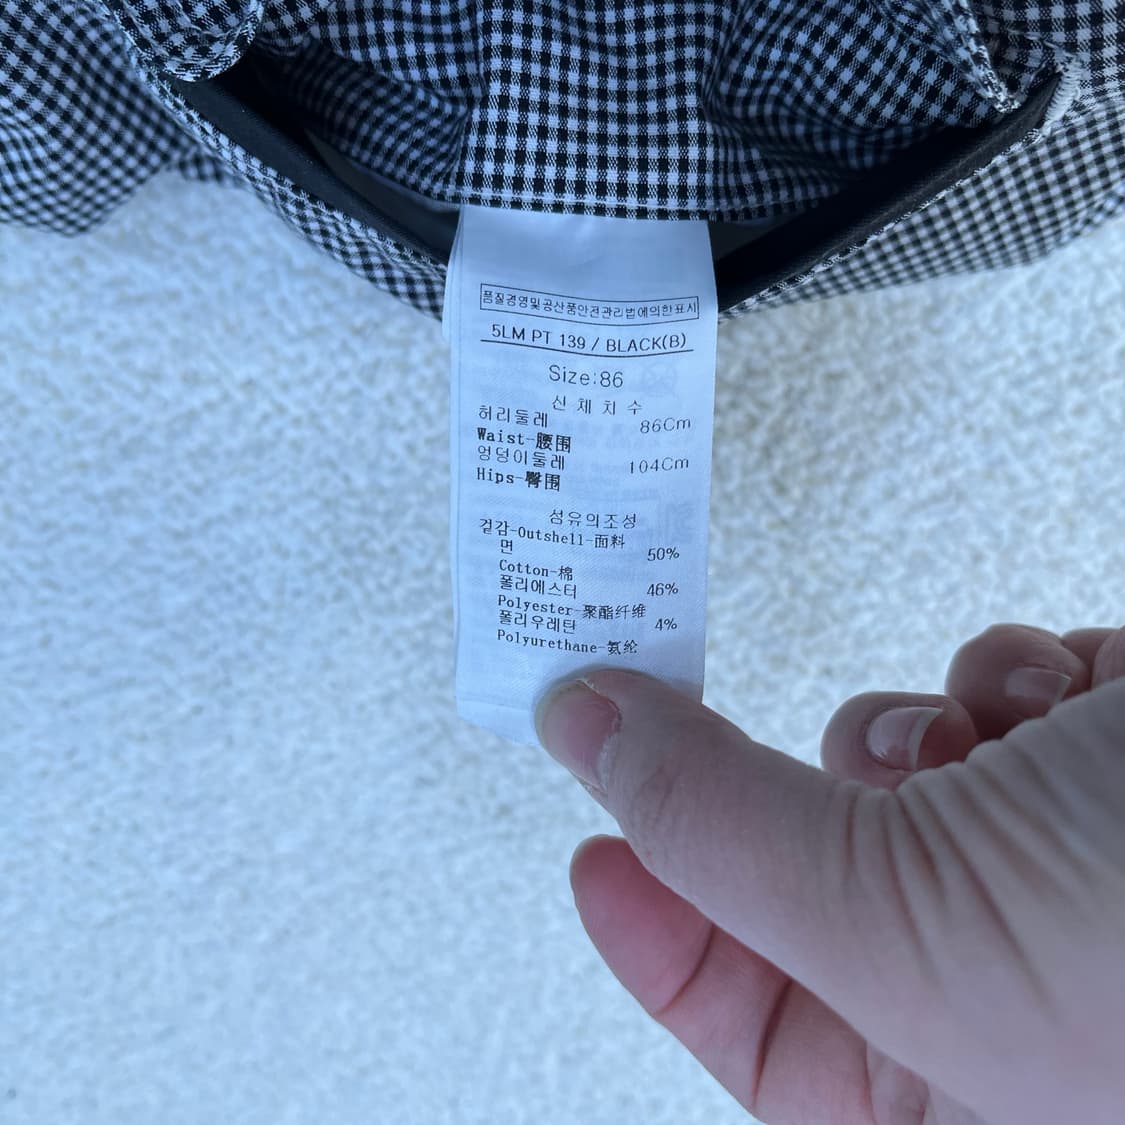 품질경영및공산품안전관리법에의한표시
5LM PT 139 / BLACK(B)
Size:86
신 체 치 수
허리둘레 86Cm
Waist-腰围
엉덩이둘레 104Cm
Hips-臀围
섬유의조성
겉감-Outshell-面料
면 50%
Cotton-棉
폴리에스터 46%
Polyester-聚酯纤维
폴리우레탄 4%
Polyurethane-氨纶